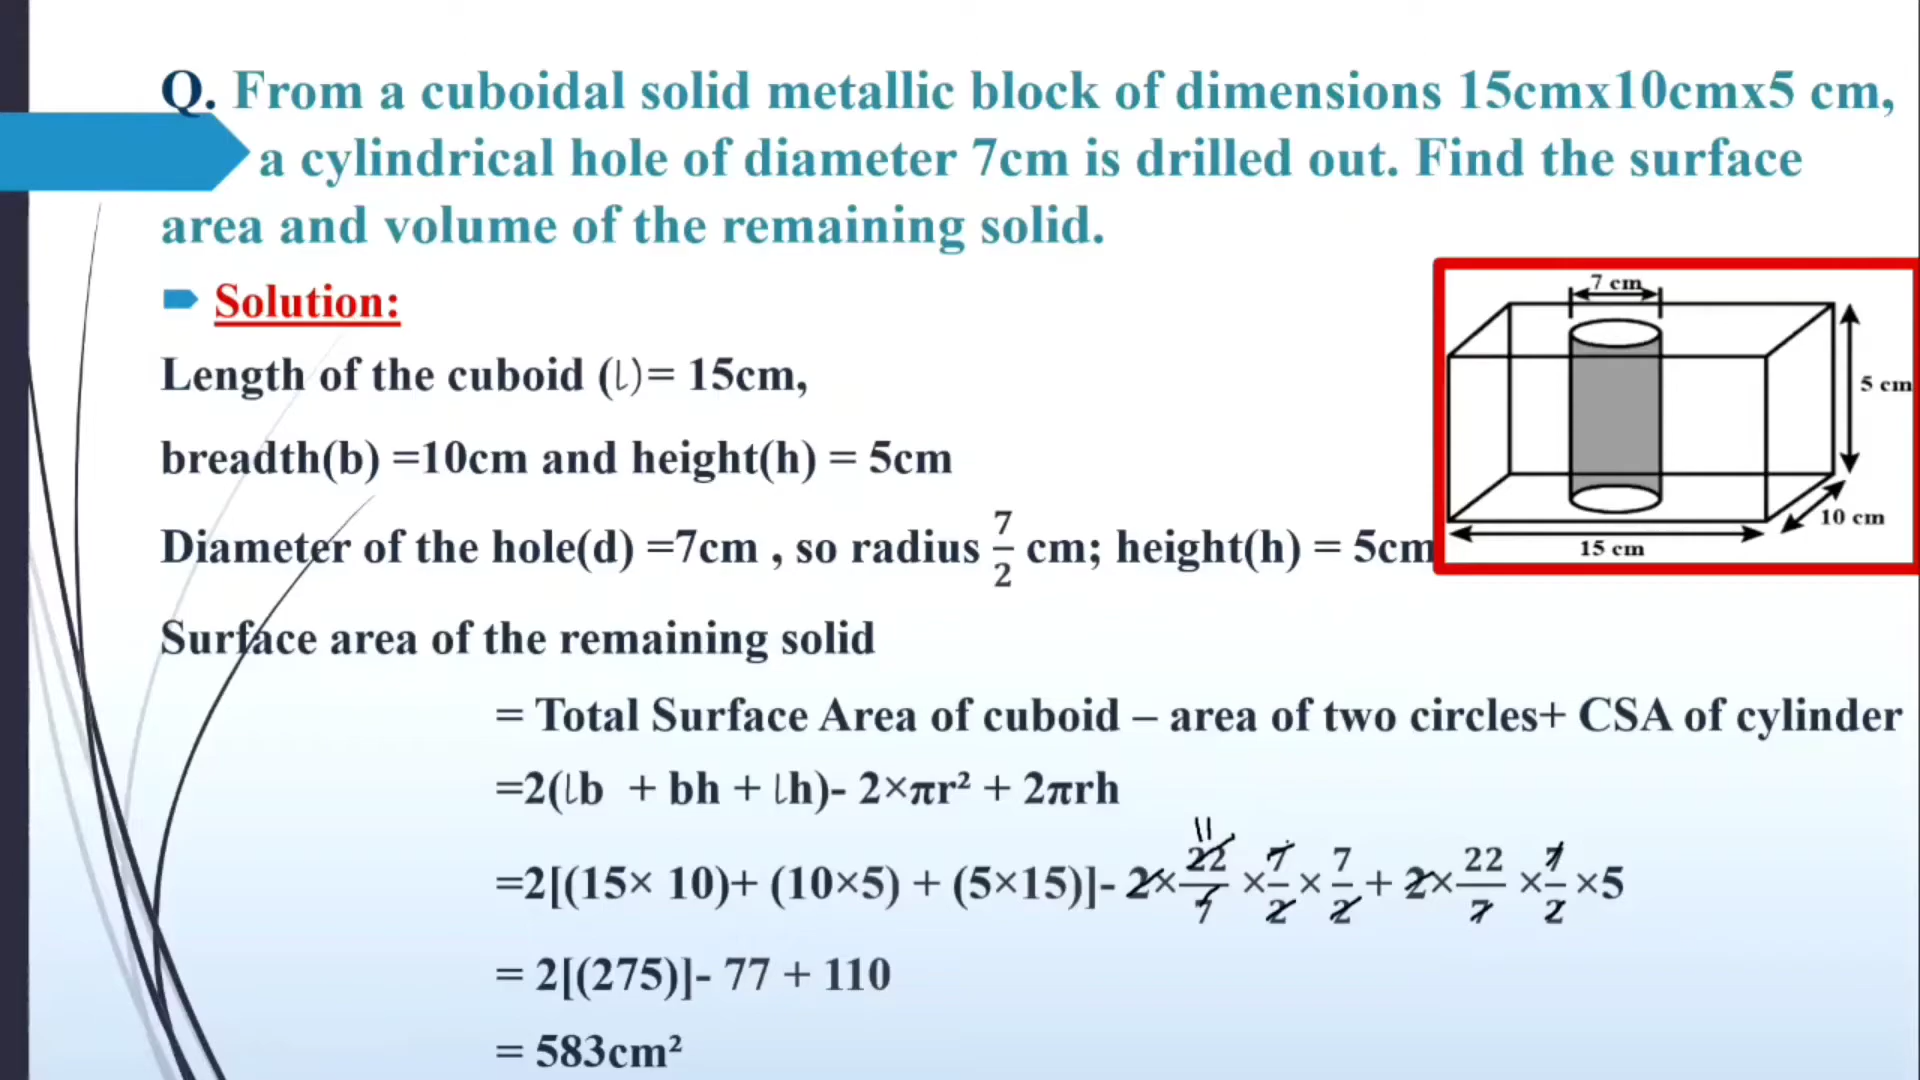 Q. From a cuboidal solid metallic block of dimensions 15cmx10cmx5 cm,
a cylindrical hole of diameter 7cm is drilled out. Find the surface
area and volume of the remaining solid.
Solution:
Length of the cuboid (l)= 15cm,
breadth(b) =10cm and height(h) = 5cm
Diameter of the hole(d) =7cm , so radius 7/2 cm; height(h) = 5cm
7 cm
5 cm
10 cm
15 cm
Surface area of the remaining solid
= Total Surface Area of cuboid – area of two circles+ CSA of cylinder
=2(lb + bh + lh)- 2×πr² + 2πrh
11
=2[(15× 10)+ (10×5) + (5×15)]- 2×22/7 ×7/2×7/2+ 2×22/7 ×7/2 ×5
= 2[(275)]- 77 + 110
= 583cm²